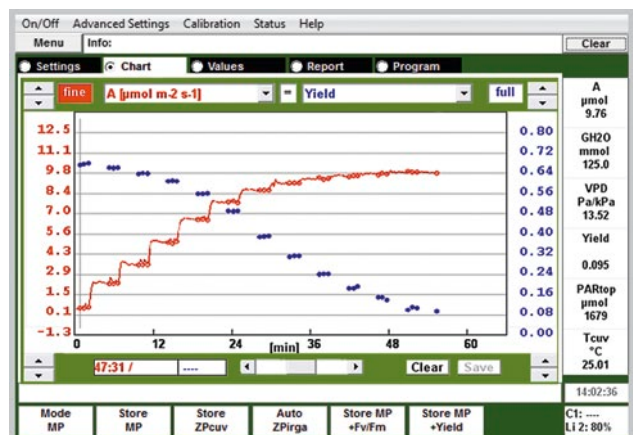 On/Off Advanced Settings Calibration Status Help
Menu Info: Clear
Settings Chart Values Report Program
fine A [µmol m-2 s-1] = Yield full
12.5 0.80
11.1 0.72
9.8 0.64
8.4 0.56
7.0 0.48
5.6 0.40
4.3 0.32
2.9 0.24
1.5 0.16
0.1 0.08
-1.3 0.00
0 12 24 36 48 60
[min]
47:31 / ---- Clear Save
A
µmol
9.76
GH2O
mmol
125.0
VPD
Pa/kPa
13.52
Yield
0.095
PARtop
µmol
1679
Tcuv
°C
25.01
14:02:36
Mode Store Store Auto Store MP Store MP C1: ----
MP MP ZPcuv ZPirga +Fv/Fm +Yield Li 2: 80%